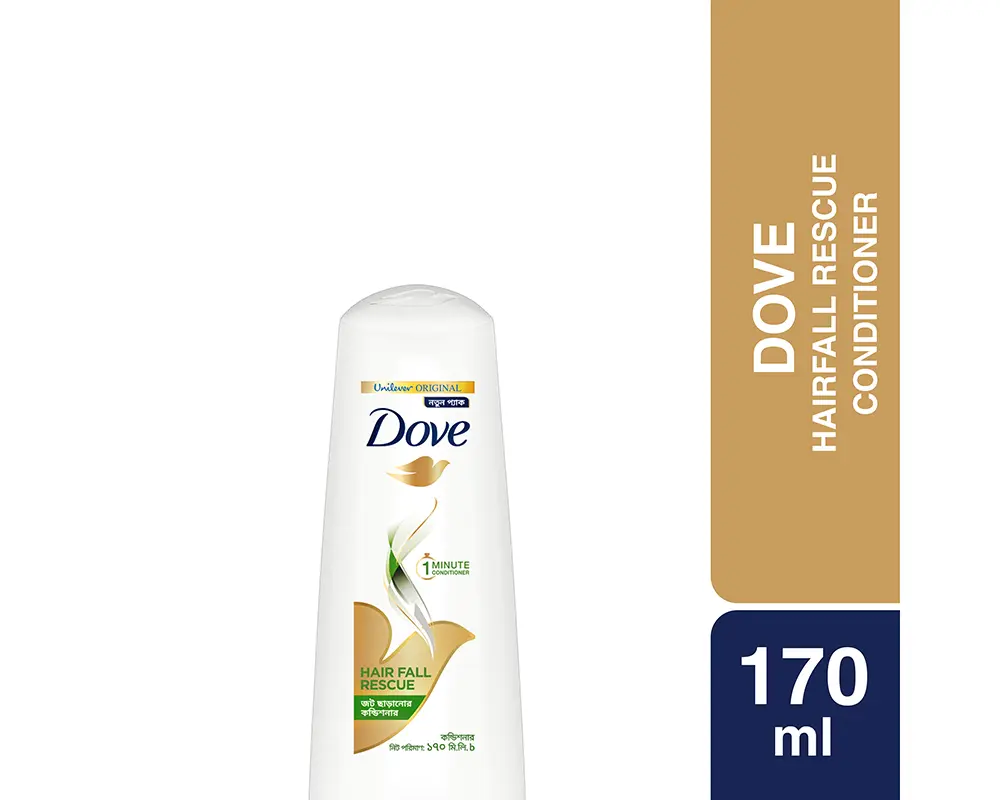 Unilever ORIGINAL
নতুন প্যাক
Dove
1 MINUTE
CONDITIONER
HAIR FALL
RESCUE
জট ছাড়ানোর
কন্ডিশনার
কন্ডিশনার
নিট পরিমাণ: ১৭০ মি.লি.৮
DOVE
HAIRFALL RESCUE
CONDITIONER
170
ml